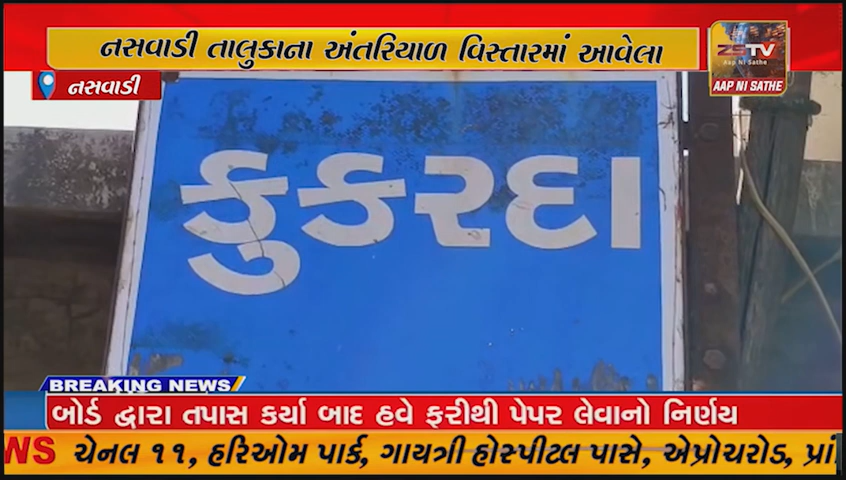 નસવાડી તાલુકાના અંતરિયાળ વિસ્તારમાં આવેલા
ZSTV
Aap Ni Sathe
AAP NI SATHE
નસવાડી
કુકરદા
BREAKING NEWS
બોર્ડ દ્વારા તપાસ કર્યા બાદ હવે ફરીથી પેપર લેવાનો નિર્ણય
NEWS ચેનલ ૧૧, હરિઓમ પાર્ક, ગાયત્રી હોસ્પીટલ પાસે, એપ્રોચરોડ,